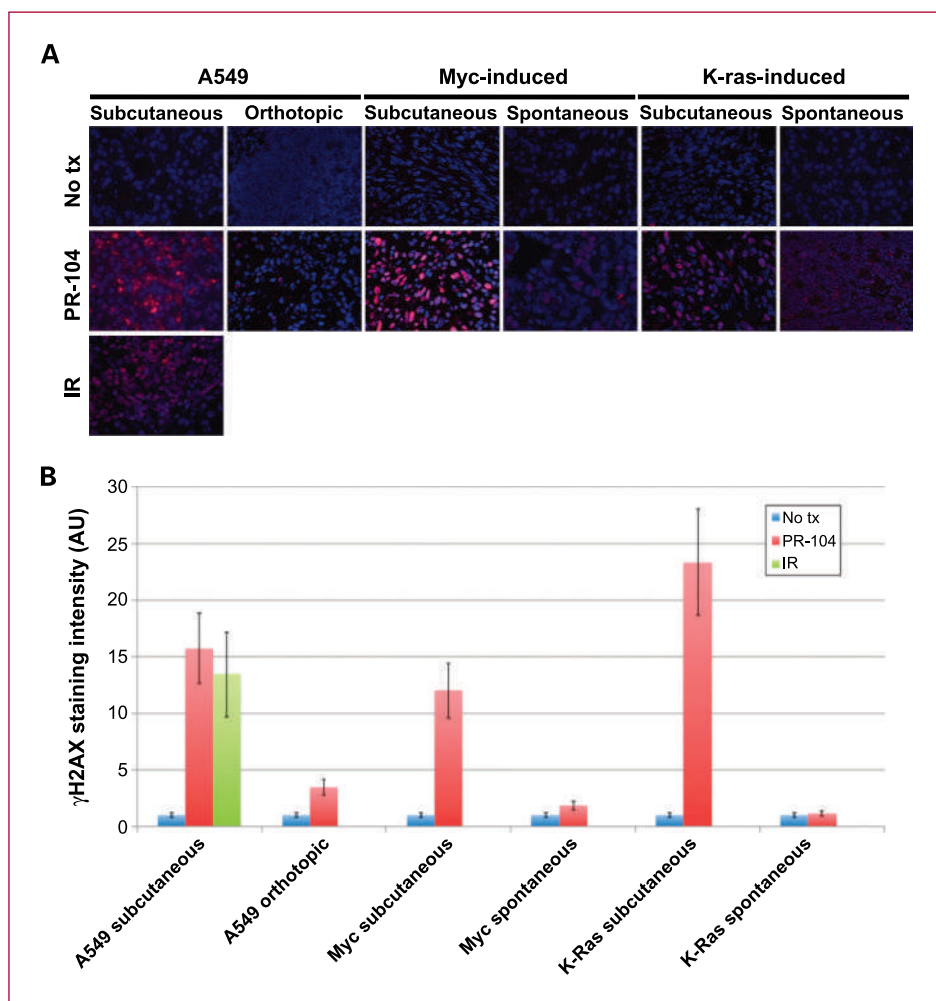 A
A549 Myc-induced K-ras-induced
Subcutaneous Orthotopic Subcutaneous Spontaneous Subcutaneous Spontaneous
No tx
PR-104
IR
B
γH2AX staining intensity (AU)
30
25
20
15
10
5
0
No tx
PR-104
IR
A549 subcutaneous
A549 orthotopic
Myc subcutaneous
Myc spontaneous
K-Ras subcutaneous
K-Ras spontaneous